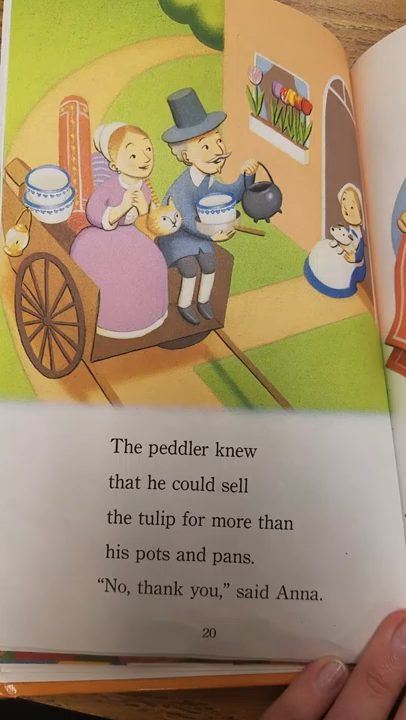 The peddler knew
that he could sell
the tulip for more than
his pots and pans.
“No, thank you,” said Anna.
20